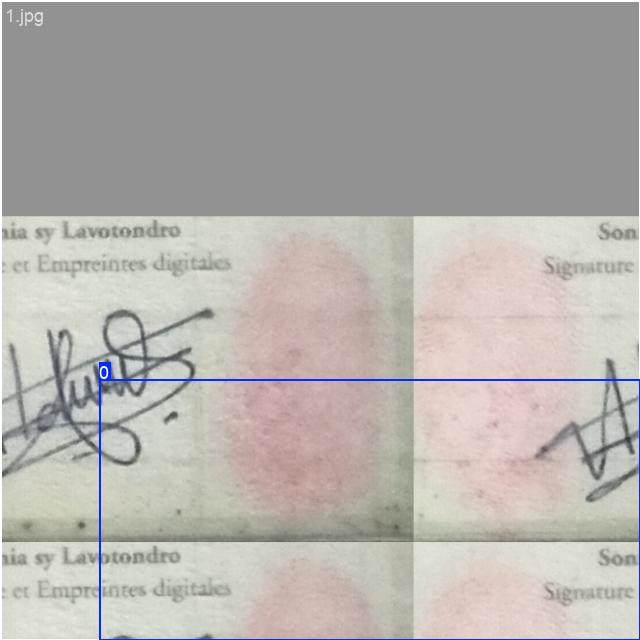 1.jpg
nia sy Lavotondro
Son
e et Empreintes digitales
Signature
0
nia sy Lavotondro
Son
e et Empreintes digitales
Signature